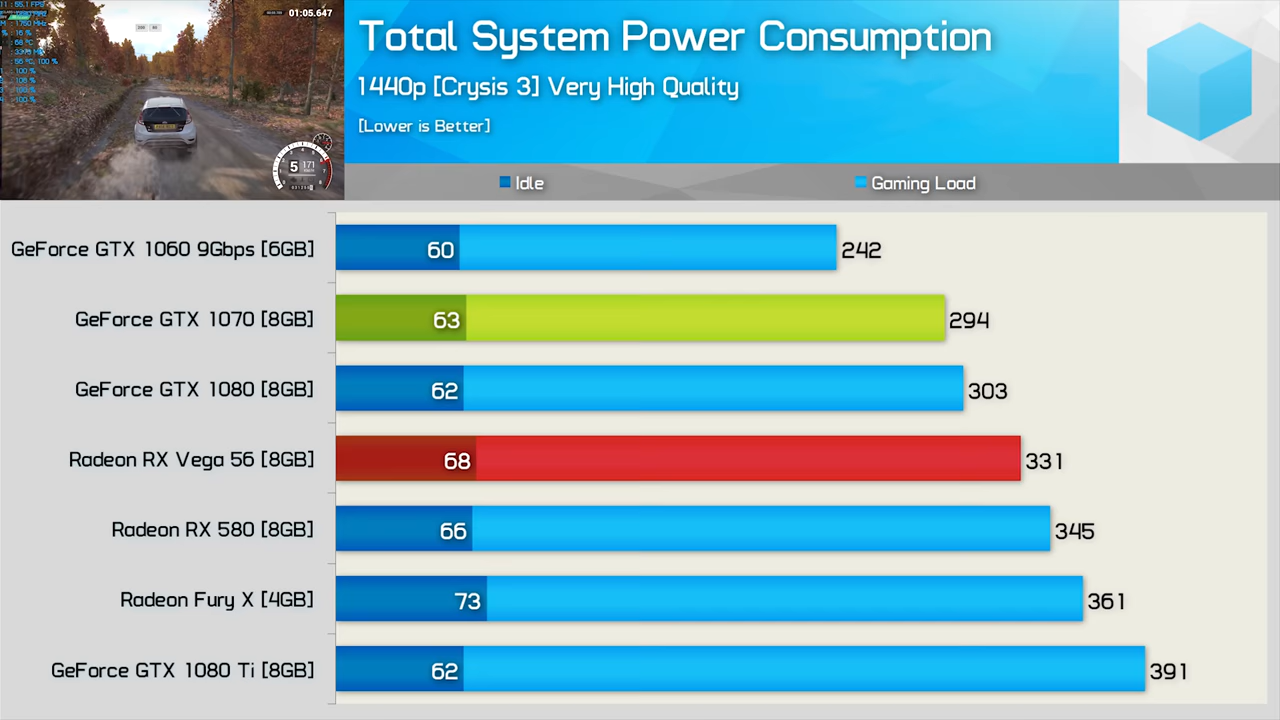 01:05.647
Total System Power Consumption
1440p [Crysis 3] Very High Quality
[Lower is Better]
5 171
Idle
Gaming Load
GeForce GTX 1060 9Gbps [6GB] 60 242
GeForce GTX 1070 [8GB] 63 294
GeForce GTX 1080 [8GB] 62 303
Radeon RX Vega 56 [8GB] 68 331
Radeon RX 580 [8GB] 66 345
Radeon Fury X [4GB] 73 361
GeForce GTX 1080 Ti [8GB] 62 391